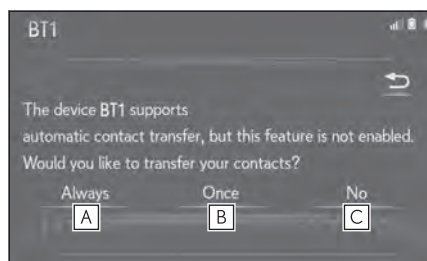 BT1
The device BT1 supports
automatic contact transfer, but this feature is not enabled.
Would you like to transfer your contacts?
Always Once No
A B C